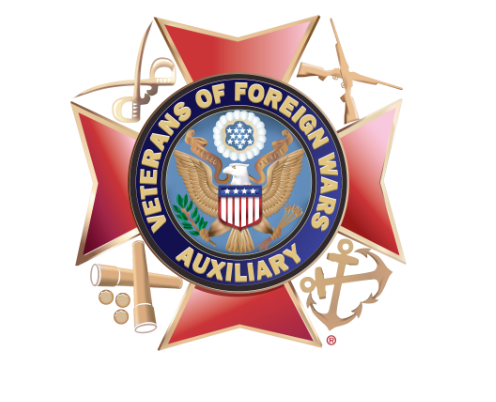 VETERANS OF FOREIGN WARS
AUXILIARY
®